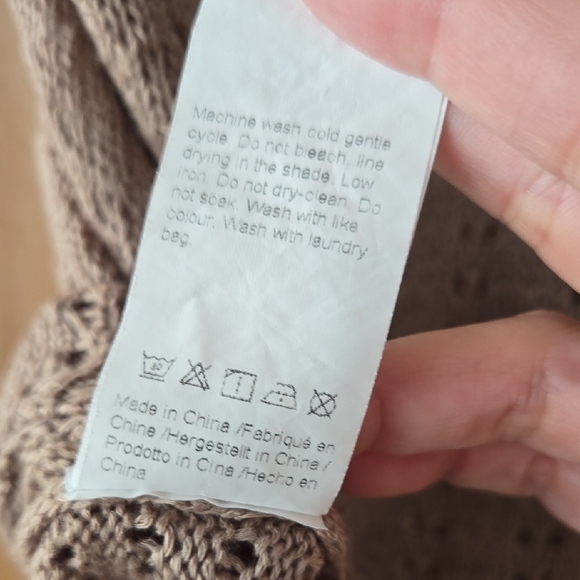 Machine wash cold gentle
cycle. Do not bleach. line
drying in the shade. Low
iron. Do not dry-clean. Do
not soak. Wash with like
colour. Wash with laundry
bag.
30
Made in China /Fabriqué en
Chine /Hergestellt in China /
Prodotto in Cina /Hecho en
China